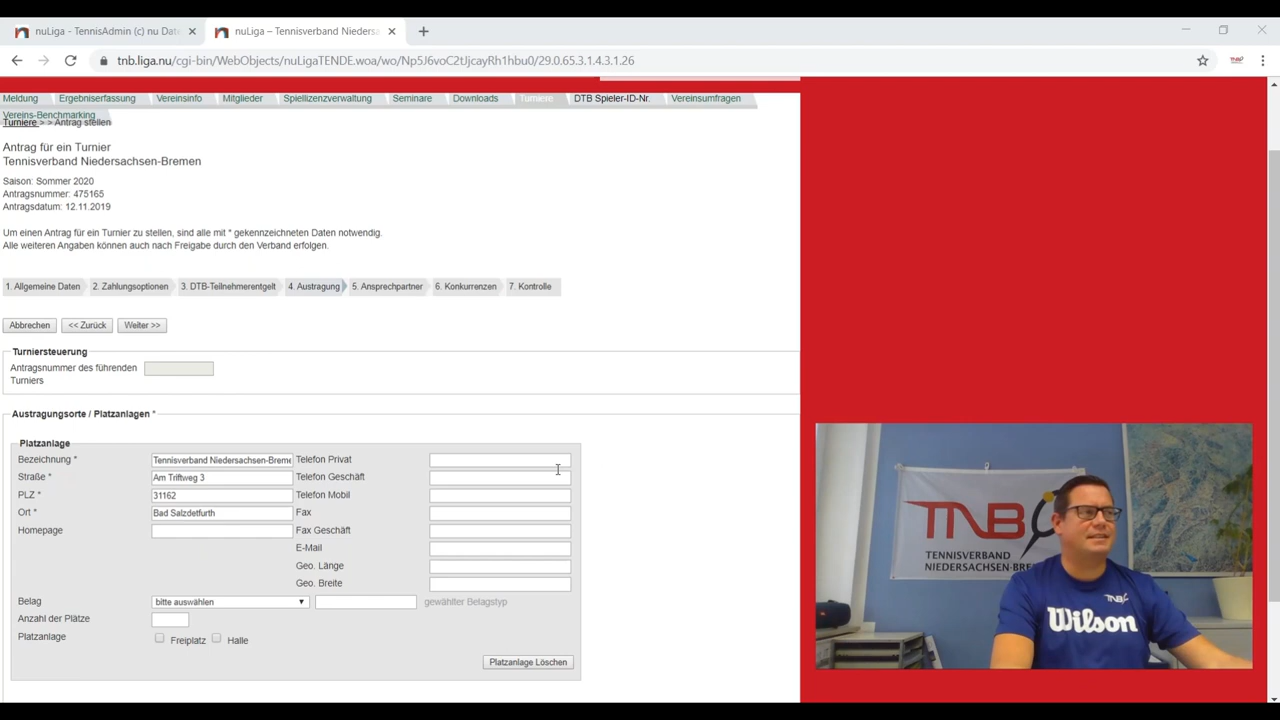 nuLiga - TennisAdmin (c) nu Date
nuLiga – Tennisverband Nieders
tnb.liga.nu/cgi-bin/WebObjects/nuLigaTENDE.woa/wo/Np5J6voC2tIjcayRh1hbu0/29.0.65.3.1.4.3.1.26
Meldung Ergebniserfassung Vereinsinfo Mitglieder Spiellizenzverwaltung Seminare Downloads Turniere DTB Spieler-ID-Nr. Vereinsumfragen
Vereins-Benchmarking
Turniere > > Antrag stellen
Antrag für ein Turnier
Tennisverband Niedersachsen-Bremen
Saison: Sommer 2020
Antragsnummer: 475165
Antragsdatum: 12.11.2019
Um einen Antrag für ein Turnier zu stellen, sind alle mit * gekennzeichneten Daten notwendig.
Alle weiteren Angaben können auch nach Freigabe durch den Verband erfolgen.
1. Allgemeine Daten 2. Zahlungsoptionen 3. DTB-Teilnehmerentgelt 4. Austragung 5. Ansprechpartner 6. Konkurrenzen 7. Kontrolle
Abbrechen << Zurück Weiter >>
Turniersteuerung
Antragsnummer des führenden
Turniers
Austragungsorte / Platzanlagen *
Platzanlage
Bezeichnung * Tennisverband Niedersachsen-Breme Telefon Privat
Straße * Am Triftweg 3 Telefon Geschäft
PLZ * 31162 Telefon Mobil
Ort * Bad Salzdetfurth Fax
Homepage Fax Geschäft
E-Mail
Geo. Länge
Geo. Breite
Belag bitte auswählen gewählter Belagstyp
Anzahl der Plätze
Platzanlage Freiplatz Halle
Platzanlage Löschen
TNB
TENNISVERBAND
NIEDERSACHSEN-BRE
TNB
Wilson